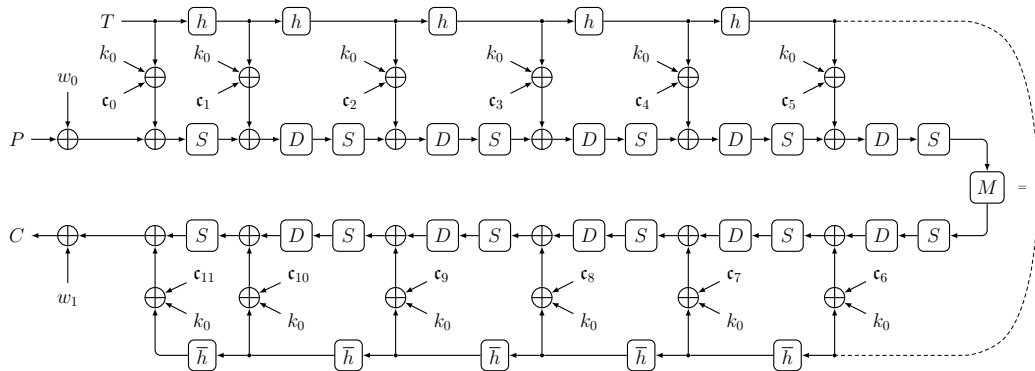 T h h h h h
k₀ k₀ k₀ k₀ k₀ k₀
w₀
𝔠₀ 𝔠₁ 𝔠₂ 𝔠₃ 𝔠₄ 𝔠₅
P S D S D S D S D S D S
M =
C S D S D S D S D S D S
𝔠₁₁ 𝔠₁₀ 𝔠₉ 𝔠₈ 𝔠₇ 𝔠₆
w₁
k₀ k₀ k₀ k₀ k₀ k₀
h̅ h̅ h̅ h̅ h̅